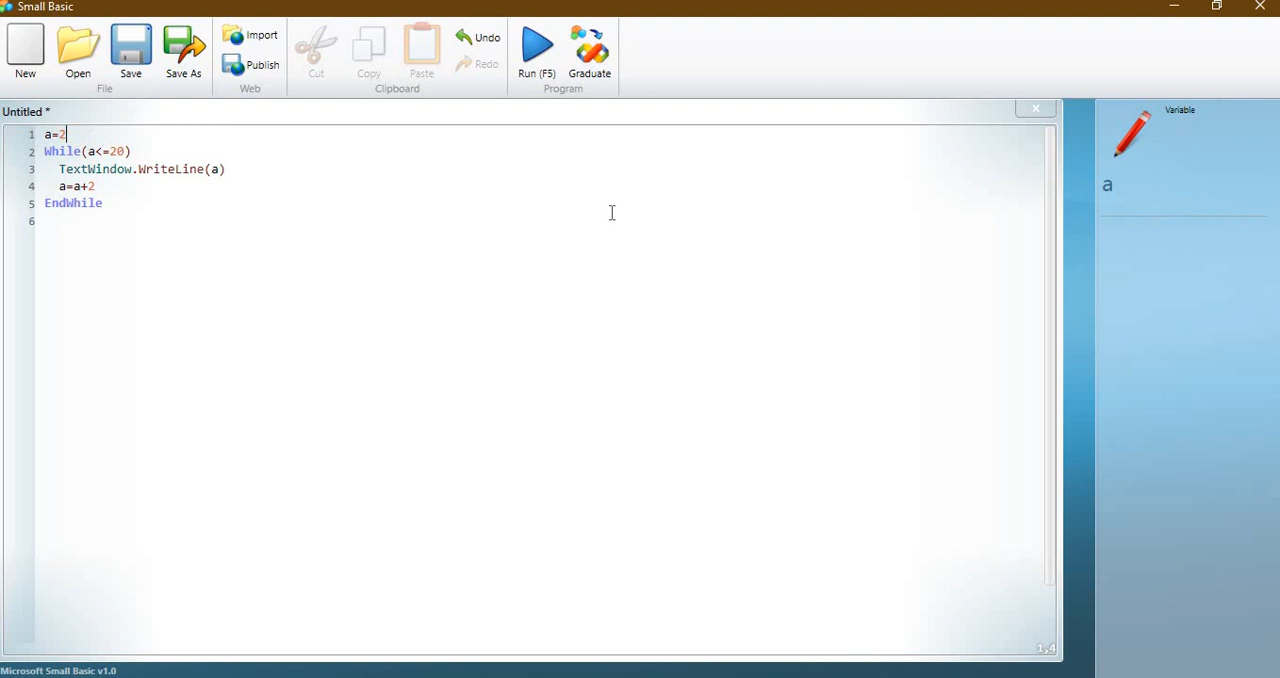 Small Basic
New
Open
Save
Save As
File
Import
Publish
Web
Cut
Copy
Paste
Undo
Redo
Clipboard
Run (F5)
Graduate
Program
Untitled *
1 a=2
2 While(a<=20)
3 TextWindow.WriteLine(a)
4 a=a+2
5 EndWhile
6
1,4
Variable
a
Microsoft Small Basic v1.0